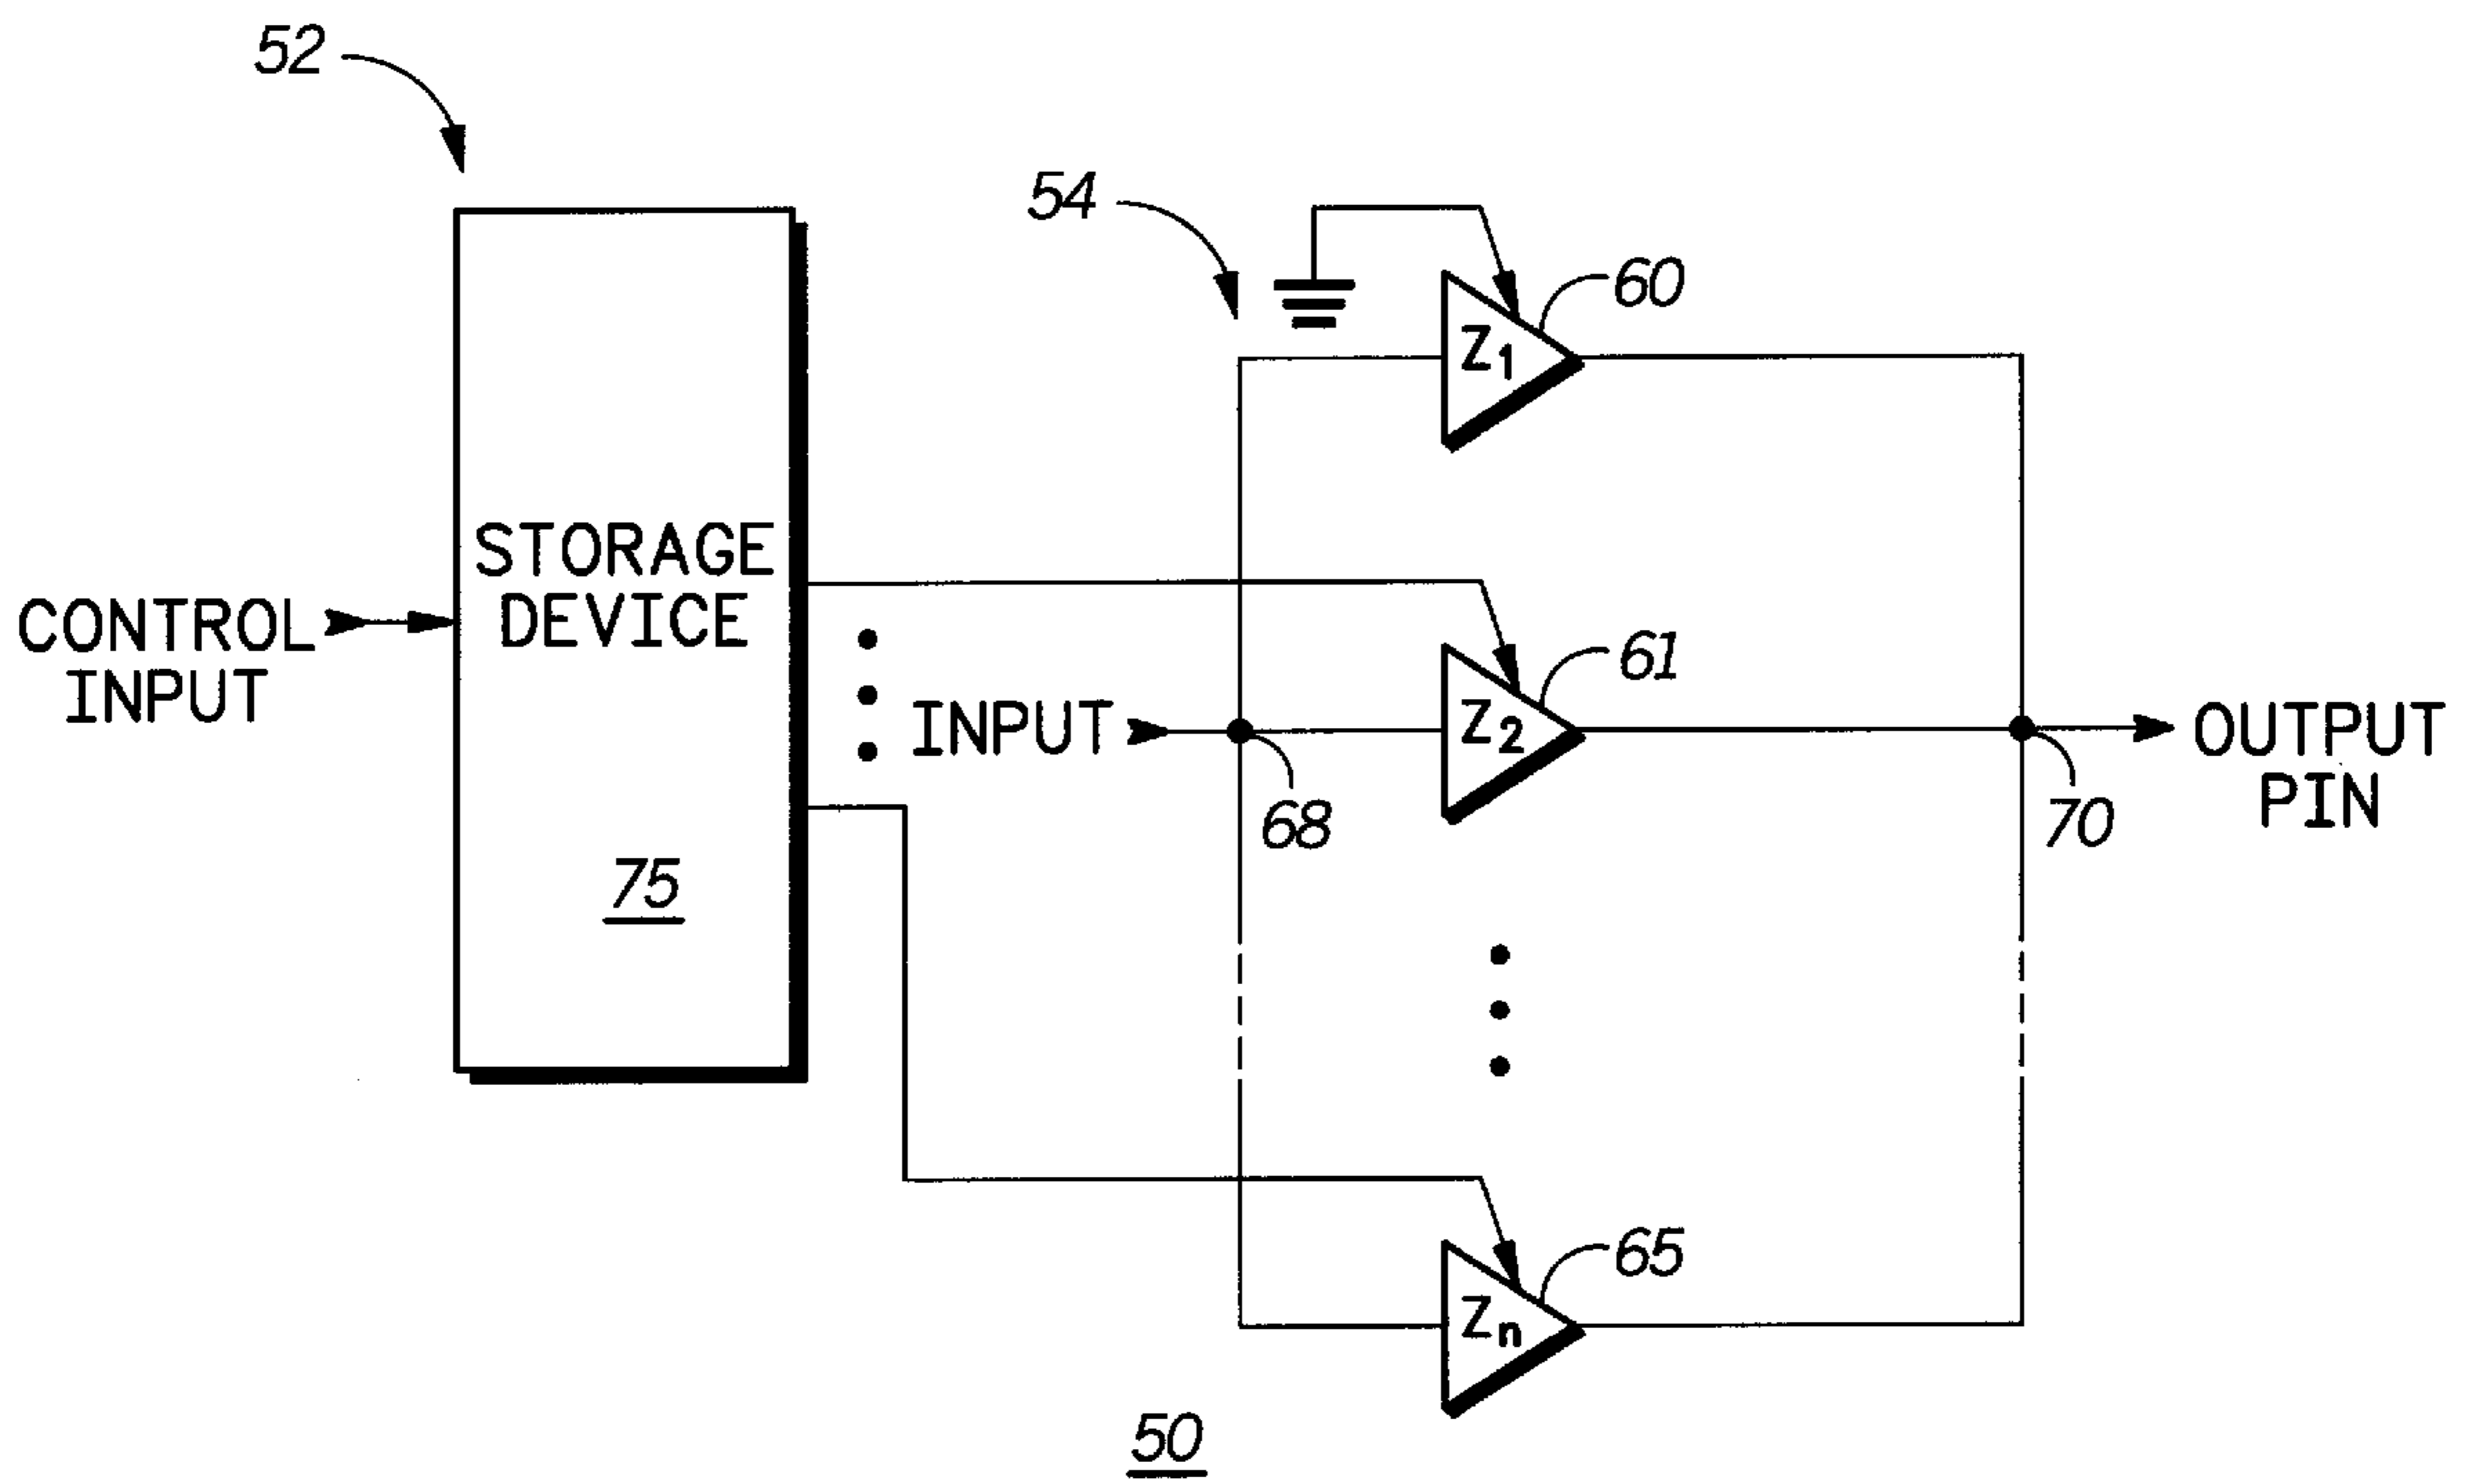 52
54
60
Z1
STORAGE
DEVICE
CONTROL
INPUT
61
INPUT
Z2
OUTPUT
PIN
68
70
75
65
Zn
50